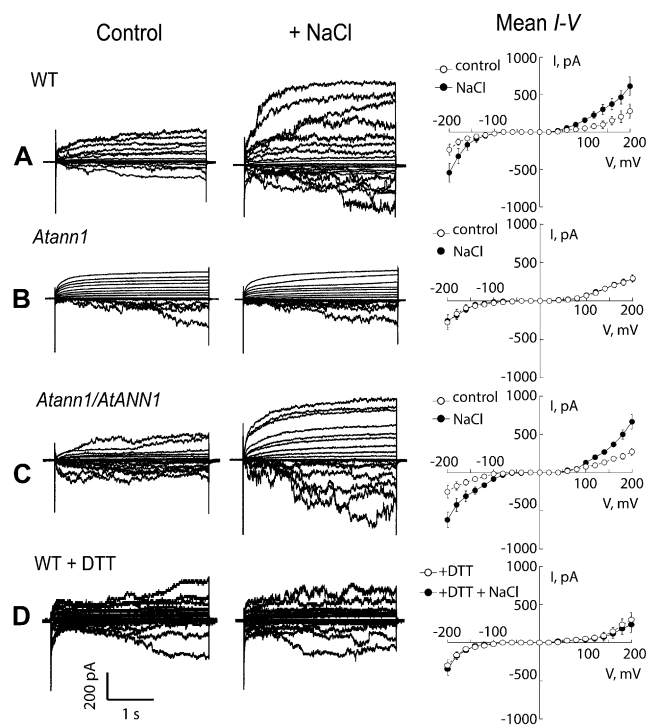 Control
+ NaCl
Mean I-V
WT
A
control
NaCl
1000
I, pA
500
-200
-100
100
200
V, mV
-500
-1000
Atann1
B
control
NaCl
1000
I, pA
500
-200
-100
100
200
V, mV
-500
-1000
Atann1/AtANN1
C
control
NaCl
1000
I, pA
500
-200
-100
100
200
V, mV
-500
-1000
WT + DTT
D
+DTT
+DTT + NaCl
1000
I, pA
500
-200
-100
100
200
V, mV
-500
-1000
200 pA
1 s